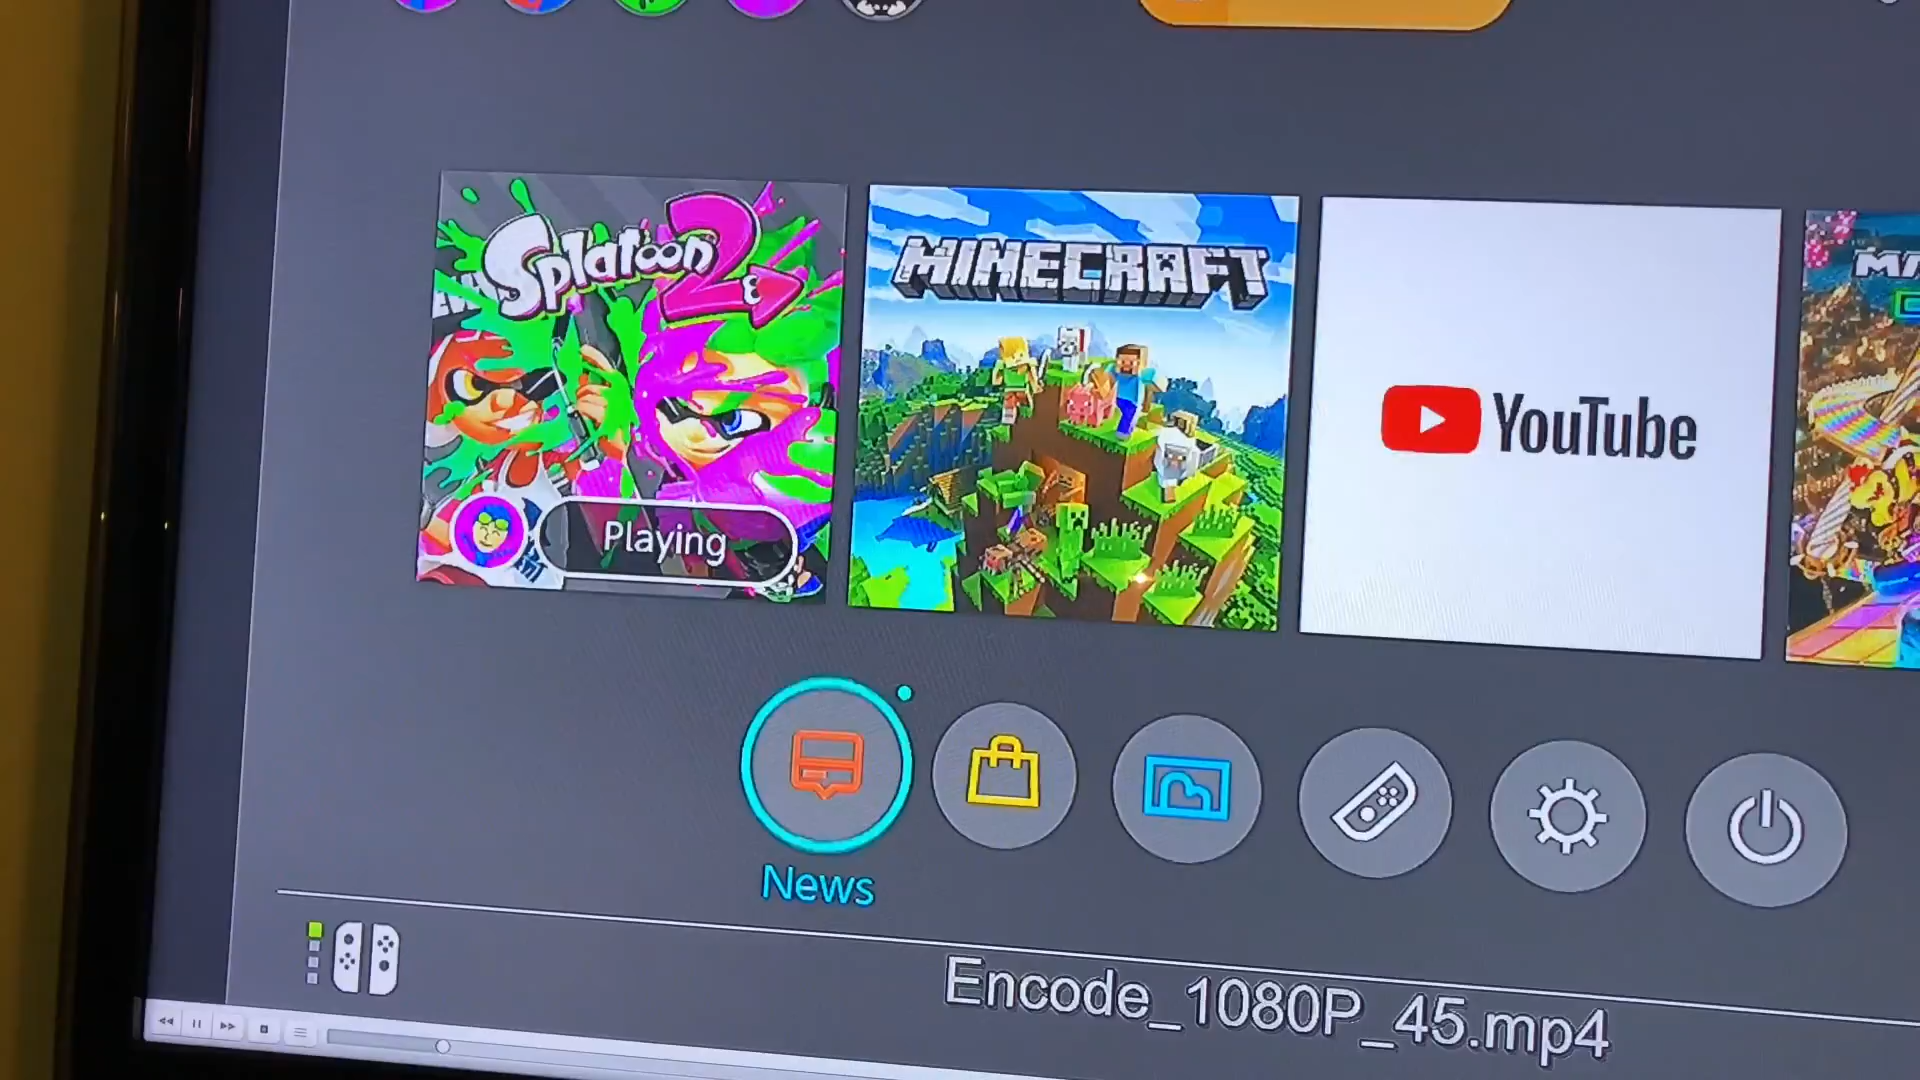 Splatoon 2
MINECRAFT
YouTube
Playing
News
Encode_1080P_45.mp4